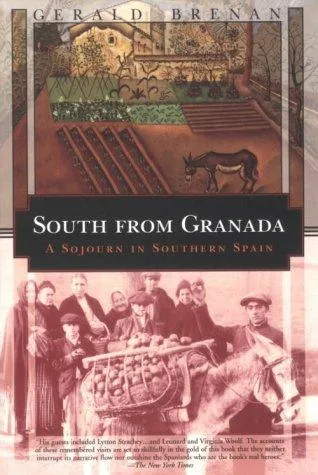 GERALD BRENAN
SOUTH FROM GRANADA
A SOJOURN IN SOUTHERN SPAIN
"His guests included Lytton Strachey...and Leonard and Virginia Woolf. The accounts
of these remembered visits are set so skillfully in the gold of this book that they neither
interrupt its narrative flow nor outshine the Spaniards who are the book's real heroes."
—The New York Times